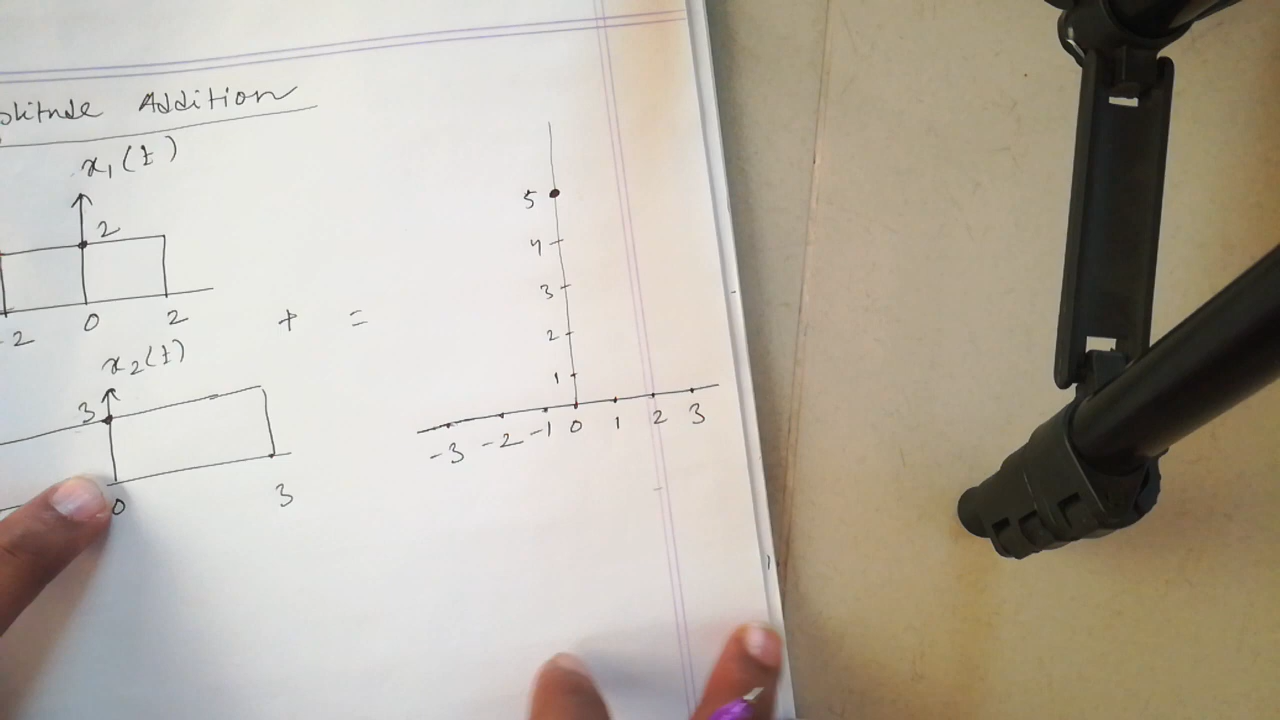 Addition
x₁(t)
2
-2 0 2
+ =
x₂(t)
3
0 3
5
4
3
2
1
-3 -2 -1 0 1 2 3